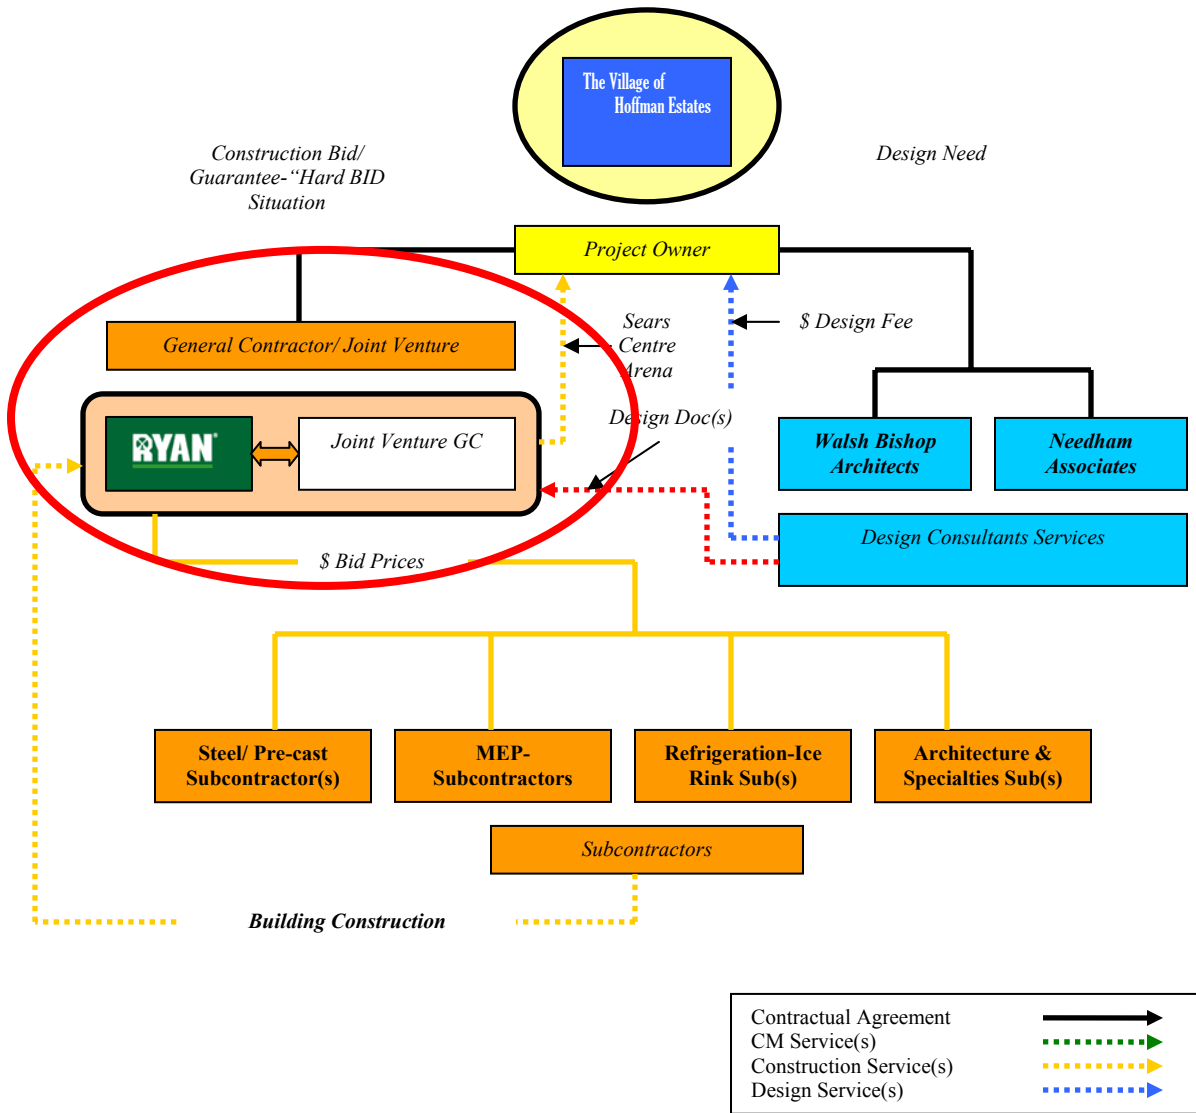 The Village of
Hoffman Estates
Construction Bid/
Guarantee-“Hard BID
Situation
Design Need
Project Owner
General Contractor/ Joint Venture
Sears
Centre
Arena
$ Design Fee
RYAN
Joint Venture GC
Design Doc(s)
Walsh Bishop
Architects
Needham
Associates
Design Consultants Services
$ Bid Prices
Steel/ Pre-cast
Subcontractor(s)
MEP-
Subcontractors
Refrigeration-Ice
Rink Sub(s)
Architecture &
Specialties Sub(s)
Subcontractors
Building Construction
Contractual Agreement
CM Service(s)
Construction Service(s)
Design Service(s)